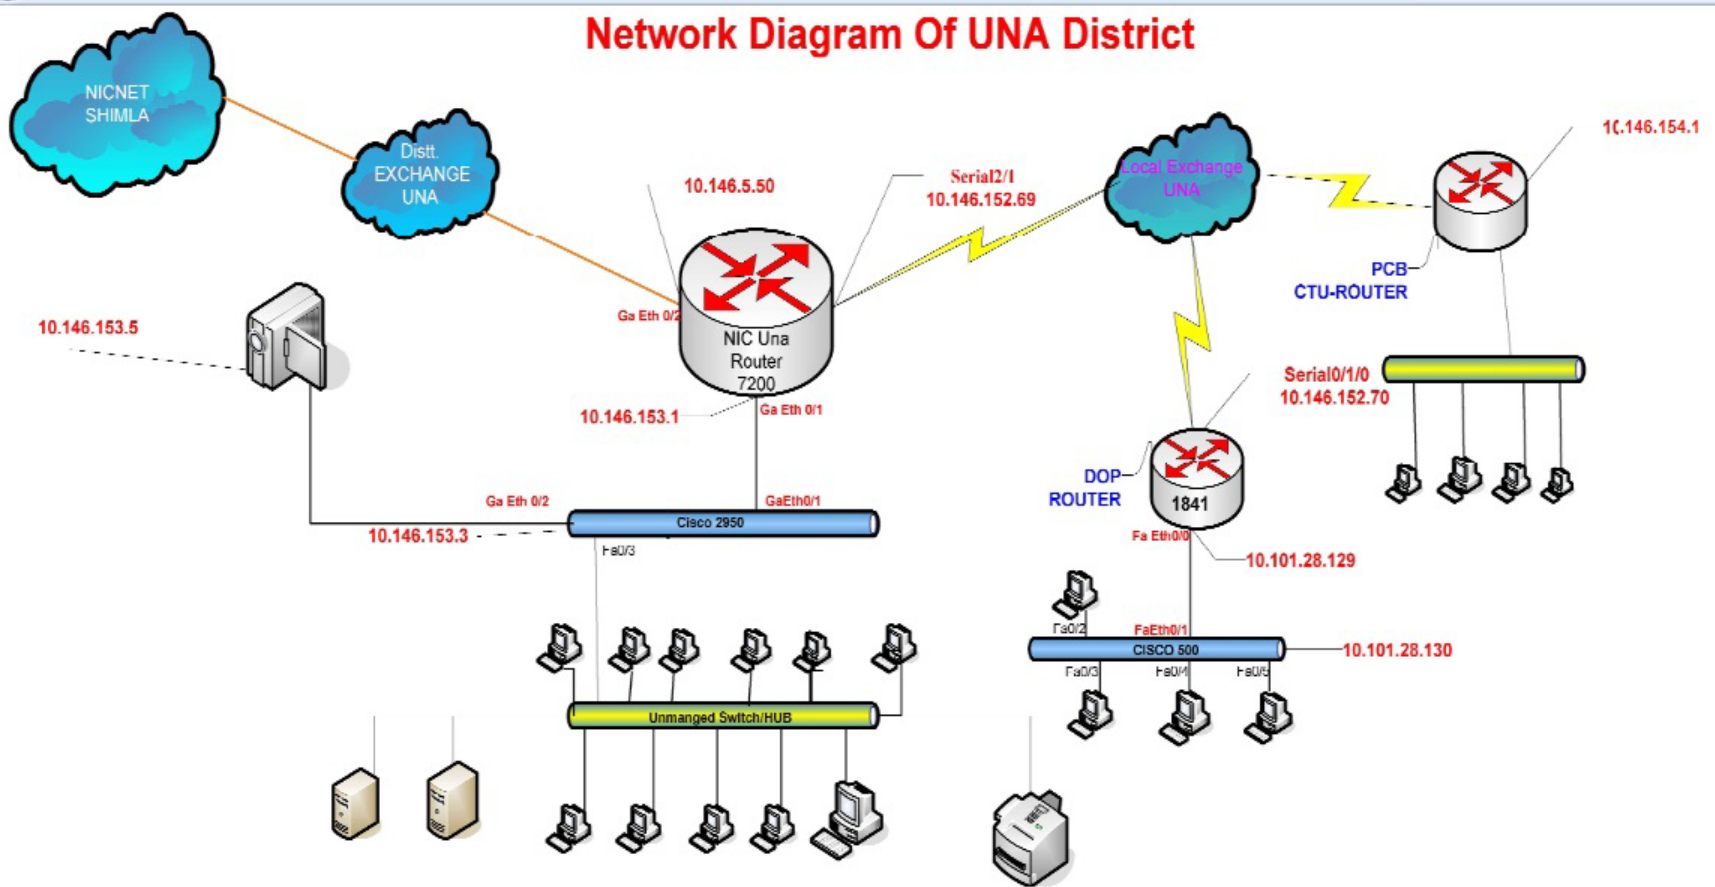 Network Diagram Of UNA District
NICNET
SHIMLA
Distt.
EXCHANGE
UNA
10.146.5.50
Serial2/1
10.146.152.69
Local Exchange
UNA
10.146.154.1
PCB
CTU-ROUTER
10.146.153.5
Ga Eth 0/2
NIC Una
Router
7200
10.146.153.1
Ga Eth 0/1
Serial0/1/0
10.146.152.70
DOP
ROUTER
1841
Ga Eth 0/2
GaEth0/1
Cisco 2950
10.146.153.3
Fa0/3
Fa Eth0/0
10.101.28.129
Fa0/2
FaEth0/1
CISCO 500
10.101.28.130
Fa0/3
Fa0/4
Fa0/5
Unmanged Switch/HUB